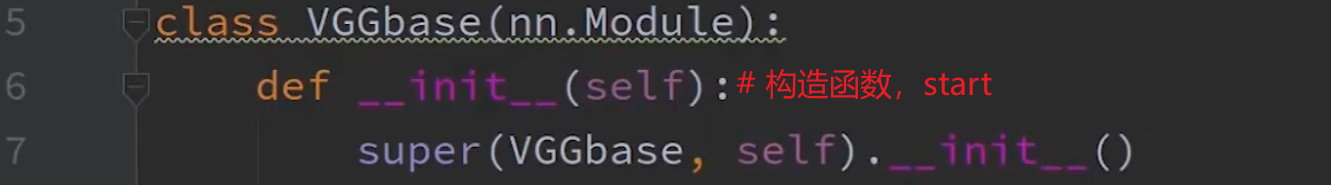 5 class VGGbase(nn.Module):
6 def __init__(self):# 构造函数，start
7 super(VGGbase, self).__init__()